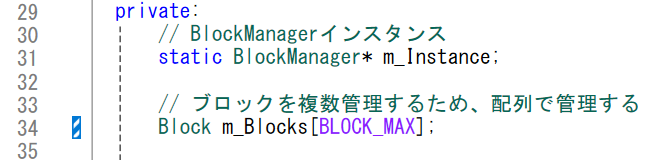 29 private:
30 // BlockManagerインスタンス
31 static BlockManager* m_Instance;
32
33 // ブロックを複数管理するため、配列で管理する
34 Block m_Blocks[BLOCK_MAX];
35